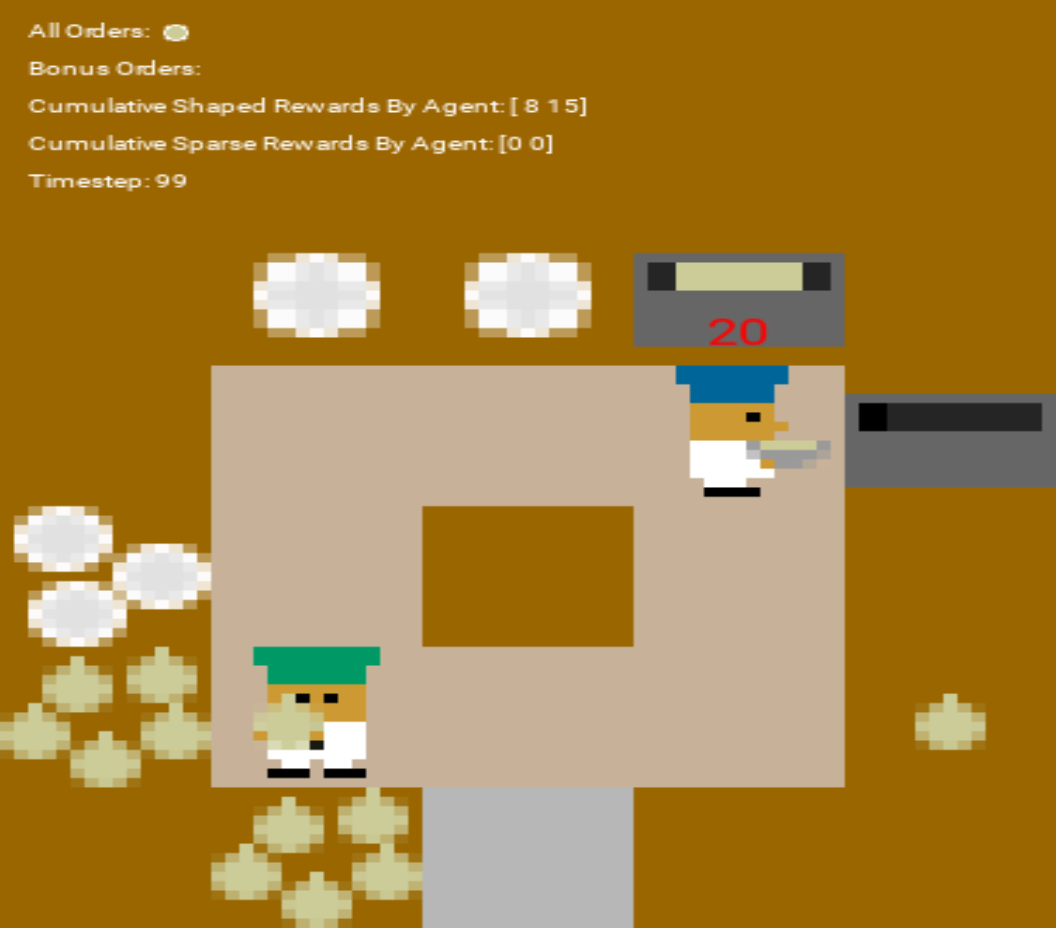 All Orders:
Bonus Orders:
Cumulative Shaped Rewards By Agent: [ 8 15]
Cumulative Sparse Rewards By Agent: [0 0]
Timestep: 99
20